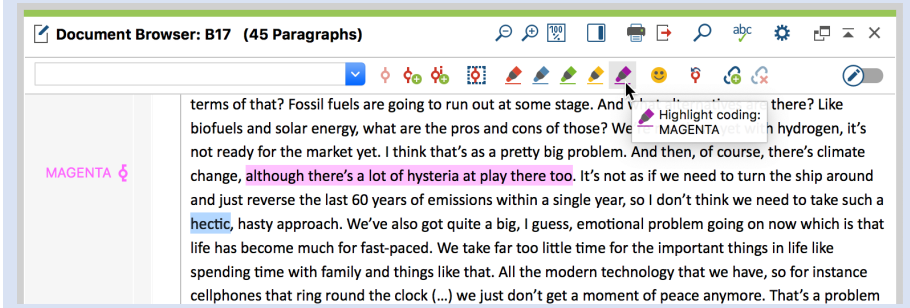 Document Browser: B17 (45 Paragraphs)
100%
abc
terms of that? Fossil fuels are going to run out at some stage. And there? Like
Highlight coding:
MAGENTA
biofuels and solar energy, what are the pros and cons of those? hydrogen, it's
not ready for the market yet. I think that's as a pretty big problem. And then, of course, there's climate
MAGENTA
change, although there's a lot of hysteria at play there too. It's not as if we need to turn the ship around
and just reverse the last 60 years of emissions within a single year, so I don't think we need to take such a
hectic, hasty approach. We've also got quite a big, I guess, emotional problem going on now which is that
life has become much for fast-paced. We take far too little time for the important things in life like
spending time with family and things like that. All the modern technology that we have, so for instance
cellphones that ring round the clock (...) we just don't get a moment of peace anymore. That's a problem